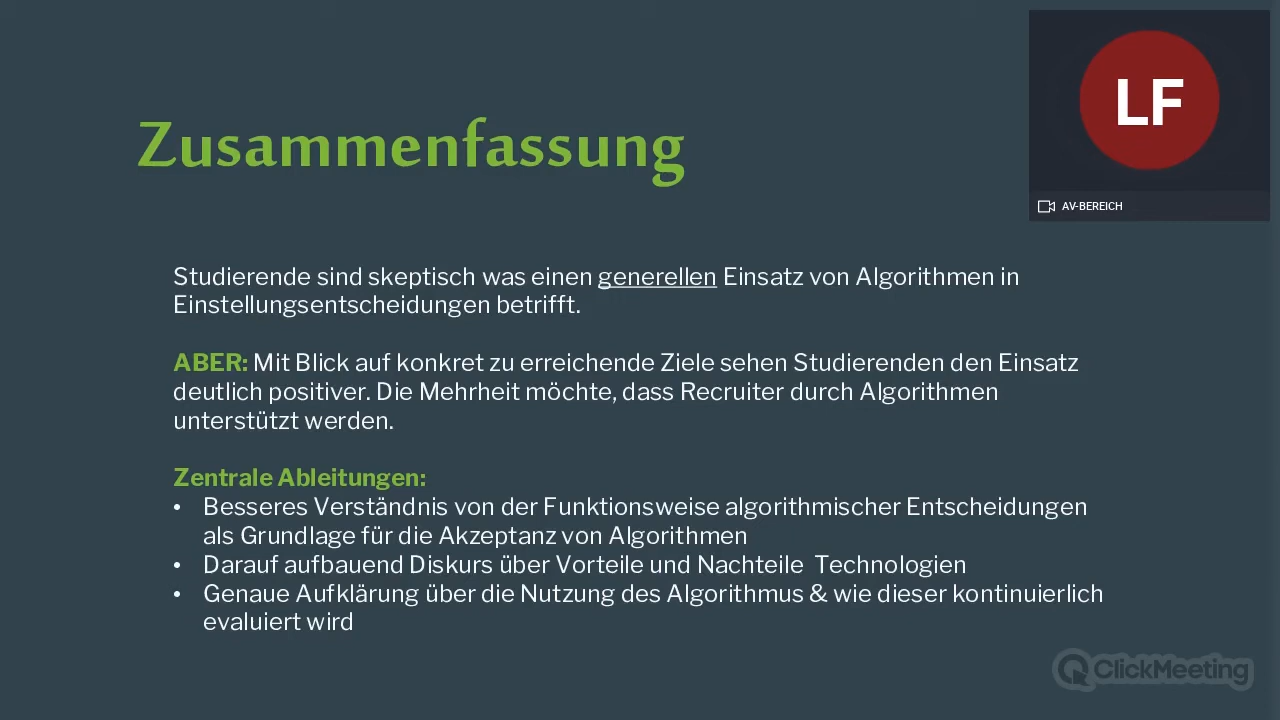 Zusammenfassung
LF
AV-BEREICH
Studierende sind skeptisch was einen generellen Einsatz von Algorithmen in
Einstellungsentscheidungen betrifft.
ABER: Mit Blick auf konkret zu erreichende Ziele sehen Studierenden den Einsatz
deutlich positiver. Die Mehrheit möchte, dass Recruiter durch Algorithmen
unterstützt werden.
Zentrale Ableitungen:
• Besseres Verständnis von der Funktionsweise algorithmischer Entscheidungen
als Grundlage für die Akzeptanz von Algorithmen
• Darauf aufbauend Diskurs über Vorteile und Nachteile  Technologien
• Genaue Aufklärung über die Nutzung des Algorithmus & wie dieser kontinuierlich
evaluiert wird
ClickMeeting